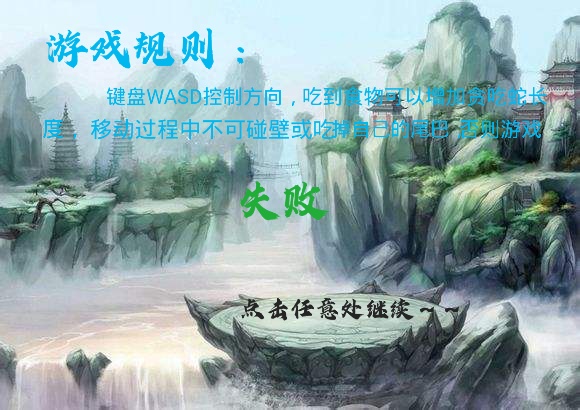 游戏规则：
键盘WASD控制方向，吃到食物可以增加贪吃蛇长
度，移动过程中不可碰壁或吃掉自己的尾巴 否则游戏
失败
点击任意处继续~~